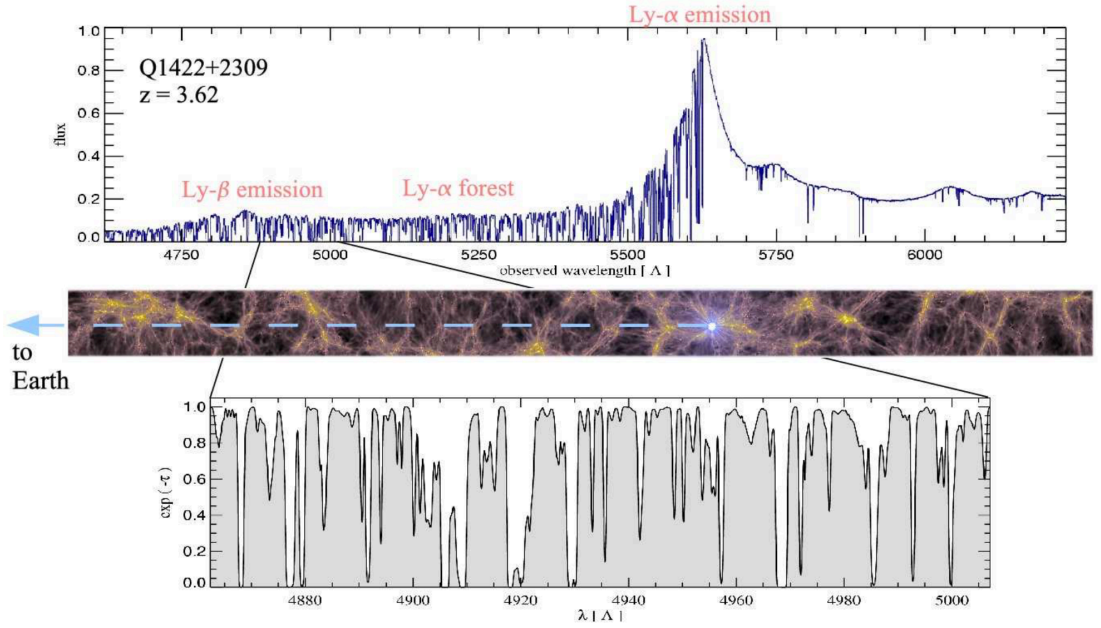 Ly-α emission
1.0
0.8
0.6
0.4
0.2
0.0
flux
Q1422+2309
z = 3.62
Ly-β emission
Ly-α forest
4750
5000
5250
5500
5750
6000
observed wavelength [ Λ ]
to
Earth
1.0
0.8
0.6
0.4
0.2
0.0
exp(-τ)
4880
4900
4920
4940
4960
4980
5000
λ [ Λ ]